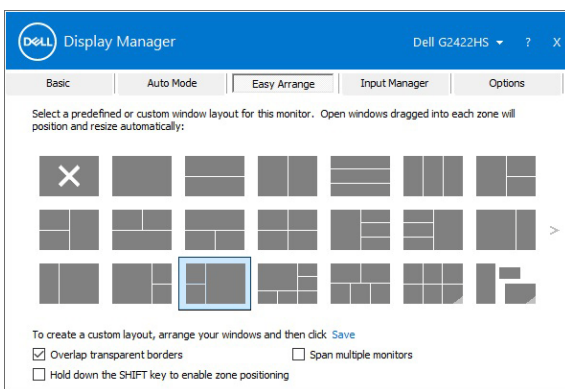 DELL Display Manager Dell G2422HS ? X
Basic Auto Mode Easy Arrange Input Manager Options
Select a predefined or custom window layout for this monitor. Open windows dragged into each zone will
position and resize automatically:
>
To create a custom layout, arrange your windows and then click Save
Overlap transparent borders Span multiple monitors
Hold down the SHIFT key to enable zone positioning